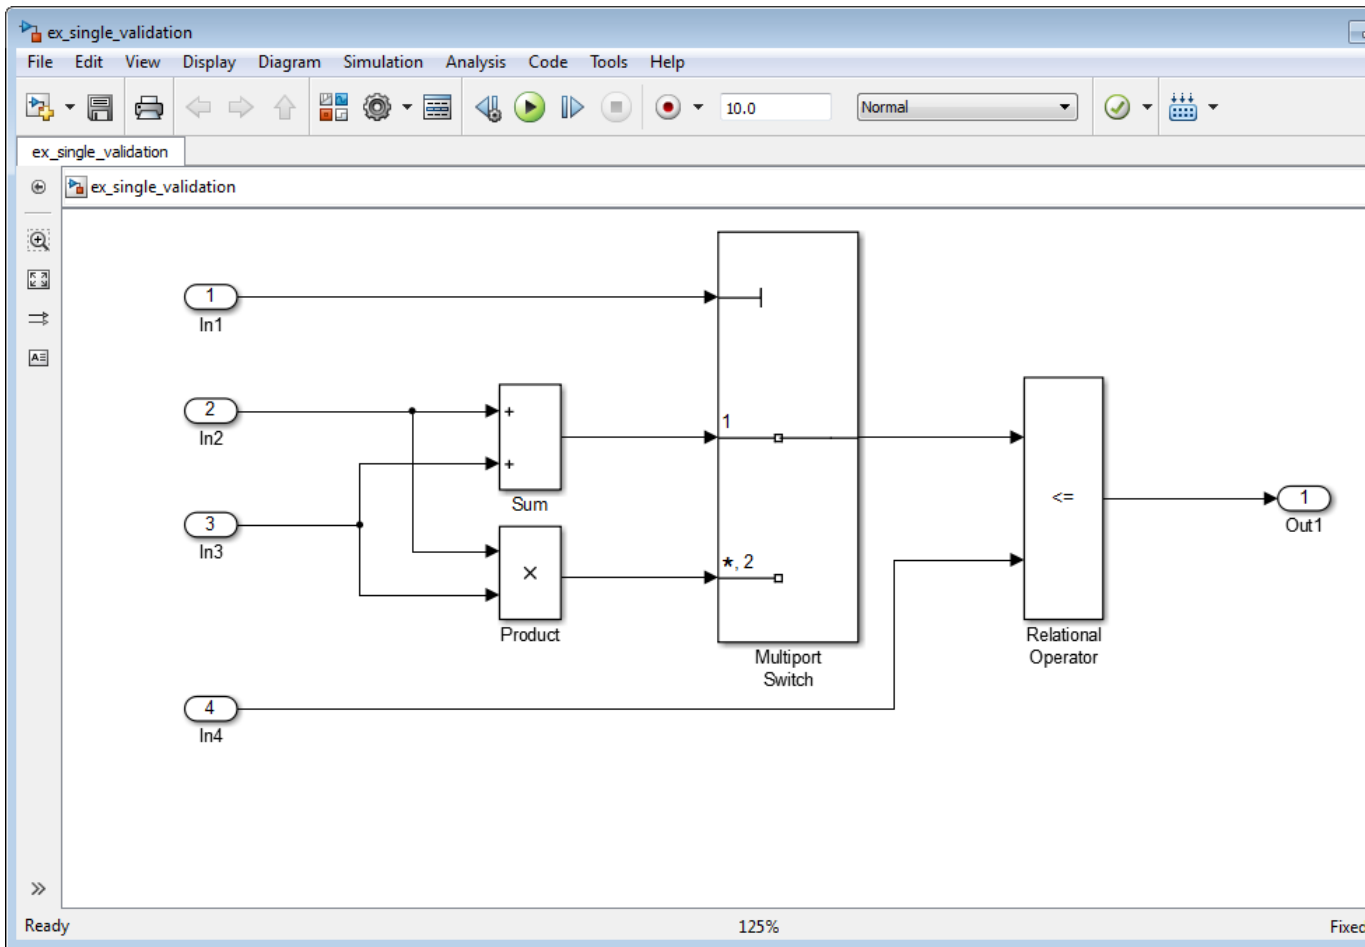 ex_single_validation
File Edit View Display Diagram Simulation Analysis Code Tools Help
10.0 Normal
ex_single_validation
ex_single_validation
1
In1
2
In2
+
+
Sum
1
<=
1
Out1
3
In3
×
Product
*, 2
Relational
Operator
Multiport
Switch
4
In4
Ready 125% Fixed